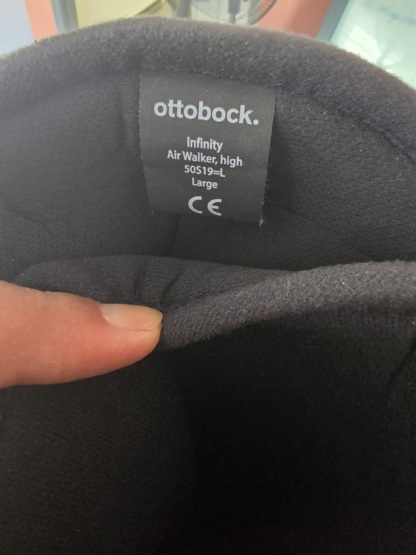 ottobock.
Infinity
Air Walker, high
50S19=L
Large
CE